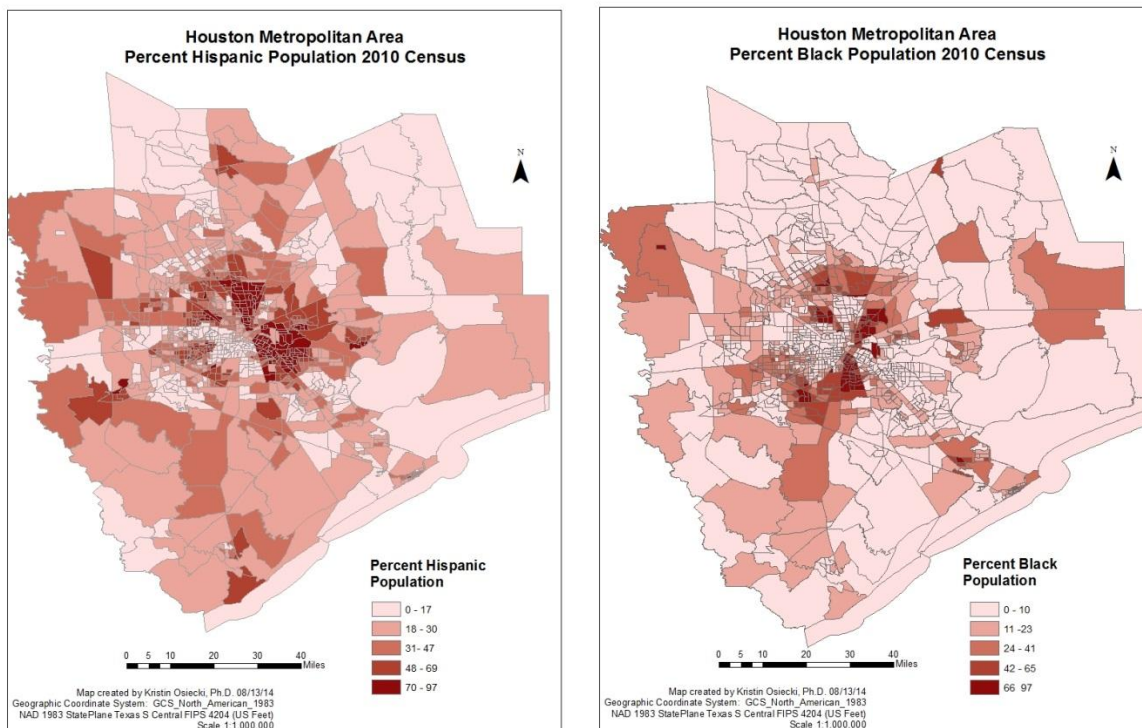 Houston Metropolitan Area
Percent Hispanic Population 2010 Census
N
Percent Hispanic
Population
0 - 17
18 - 30
31- 47
48 - 69
70 - 97
0 5 10 20 30 40
Miles
Map created by Kristin Osiecki, Ph.D. 08/13/14
Geographic Coordinate System: GCS_North_American_1983
NAD 1983 StatePlane Texas S Central FIPS 4204 (US Feet)
Scale 1:1,000,000
Houston Metropolitan Area
Percent Black Population 2010 Census
N
Percent Black
Population
0 - 10
11 -23
24 - 41
42 - 65
66 97
0 5 10 20 30 40
Miles
Map created by Kristin Osiecki, Ph.D. 08/13/14
Geographic Coordinate System: GCS_North_American_1983
NAD 1983 StatePlane Texas S Central FIPS 4204 (US Feet)
Scale 1:1,000,000